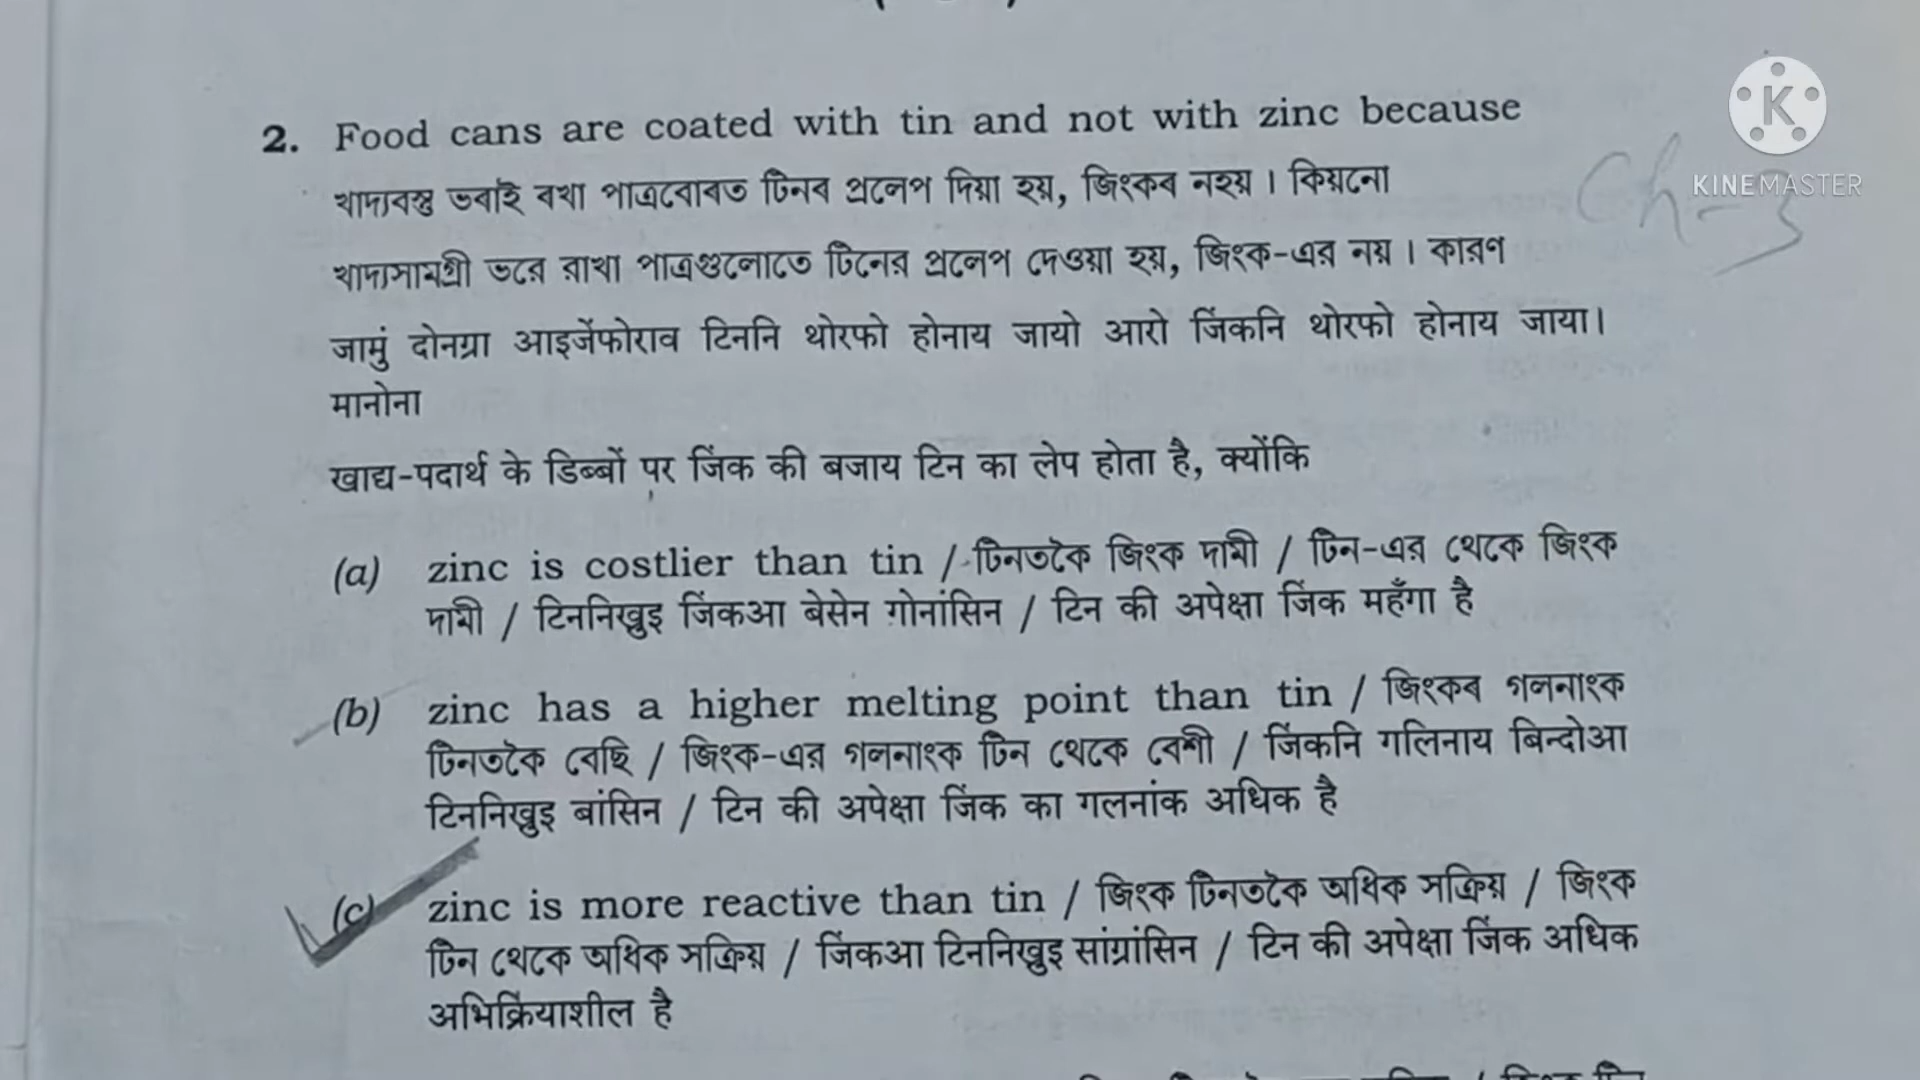 KINEMASTER
Ch-3
2. Food cans are coated with tin and not with zinc because
খাদ্যবস্তু ভৰাই ৰখা পাত্ৰবোৰত টিনৰ প্ৰলেপ দিয়া হয়, জিংকৰ নহয় । কিয়নো
খাদ্যসামগ্রী ভরে রাখা পাত্রগুলোতে টিনের প্রলেপ দেওয়া হয়, জিংক-এর নয় । কারণ
जामुं दोनग्रा आइजेंफोराव टिननि थोरफो होनाय जायो आरो जिंकनि थोरफो होनाय जाया।
मानोना
खाद्य-पदार्थ के डिब्बों पर जिंक की बजाय टिन का लेप होता है, क्योंकि
(a) zinc is costlier than tin / টিনতকৈ জিংক দামী / টিন-এর থেকে জিংক
দামী / टिननिख्रुइ जिंकआ बेसेन गोनांसिन / टिन की अपेक्षा जिंक महँगा है
(b) zinc has a higher melting point than tin / জিংকৰ গলনাংক
টিনতকৈ বেছি / জিংক-এর গলনাংক টিন থেকে বেশী / जिंकनि गलिनाय बिन्दोआ
टिननिख्रुइ बांसिन / टिन की अपेक्षा जिंक का गलनांक अधिक है
(c) zinc is more reactive than tin / জিংক টিনতকৈ অধিক সক্ৰিয় / জিংক
টিন থেকে অধিক সক্রিয় / जिंकआ टिननिख्रुइ सांग्रांसिन / टिन की अपेक्षा जिंक अधिक
अभिक्रियाशील है